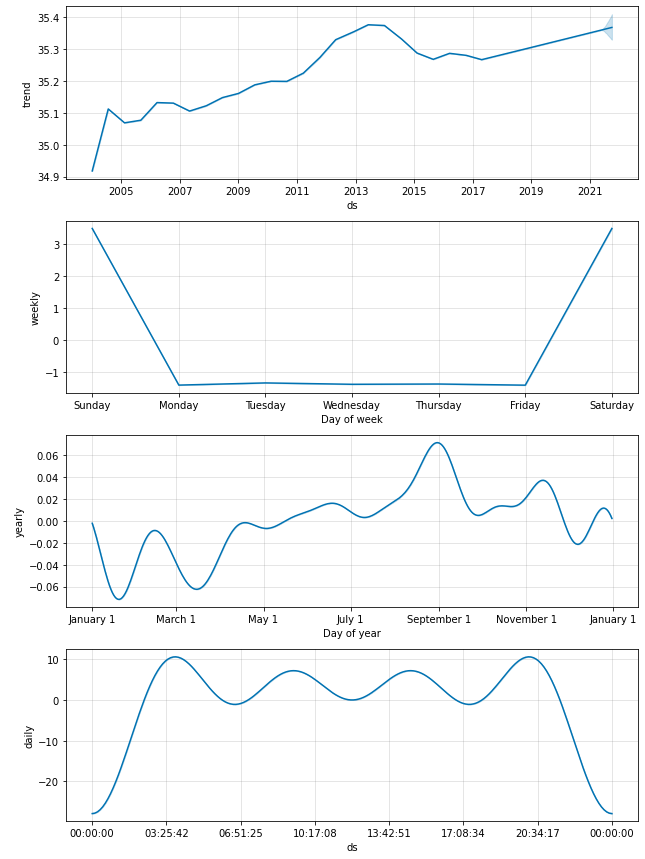 35.4
35.3
35.2
35.1
35.0
34.9
trend
2005 2007 2009 2011 2013 2015 2017 2019 2021
ds
3
2
1
0
−1
weekly
Sunday Monday Tuesday Wednesday Thursday Friday Saturday
Day of week
0.06
0.04
0.02
0.00
−0.02
−0.04
−0.06
yearly
January 1 March 1 May 1 July 1 September 1 November 1 January 1
Day of year
10
0
−10
−20
daily
00:00:00 03:25:42 06:51:25 10:17:08 13:42:51 17:08:34 20:34:17 00:00:00
ds